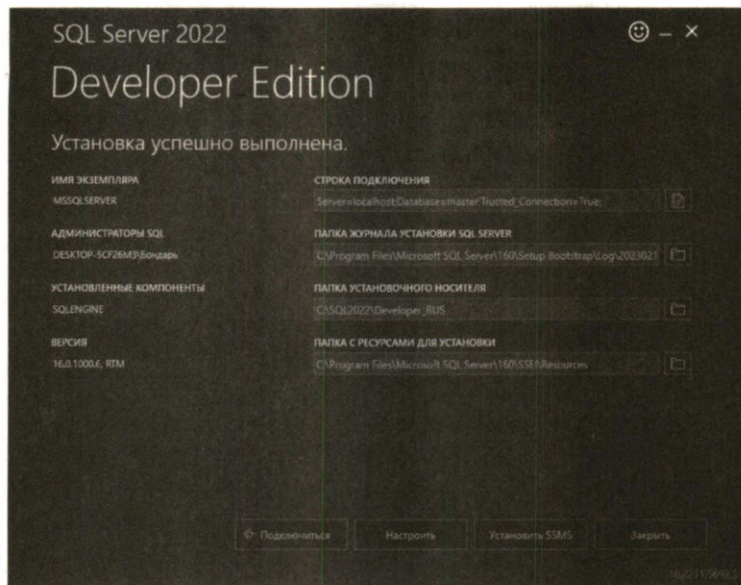 SQL Server 2022
Developer Edition
Установка успешно выполнена.
ИМЯ ЭКЗЕМПЛЯРА
MSSQLSERVER
СТРОКА ПОДКЛЮЧЕНИЯ
Server=localhost;Database=master;Trusted_Connection=True;
АДМИНИСТРАТОРЫ SQL
DESKTOP-5CF26M3\Бондарь
ПАПКА ЖУРНАЛА УСТАНОВКИ SQL SERVER
C:\Program Files\Microsoft SQL Server\160\Setup Bootstrap\Log\2023021
УСТАНОВЛЕННЫЕ КОМПОНЕНТЫ
SQLENGINE
ПАПКА УСТАНОВОЧНОГО НОСИТЕЛЯ
C:\SQL2022\Developer_RUS
ВЕРСИЯ
16.0.1000.6, RTM
ПАПКА С РЕСУРСАМИ ДЛЯ УСТАНОВКИ
C:\Program Files\Microsoft SQL Server\160\SSEI\Resources
Подключиться
Настроить
Установить SSMS
Закрыть